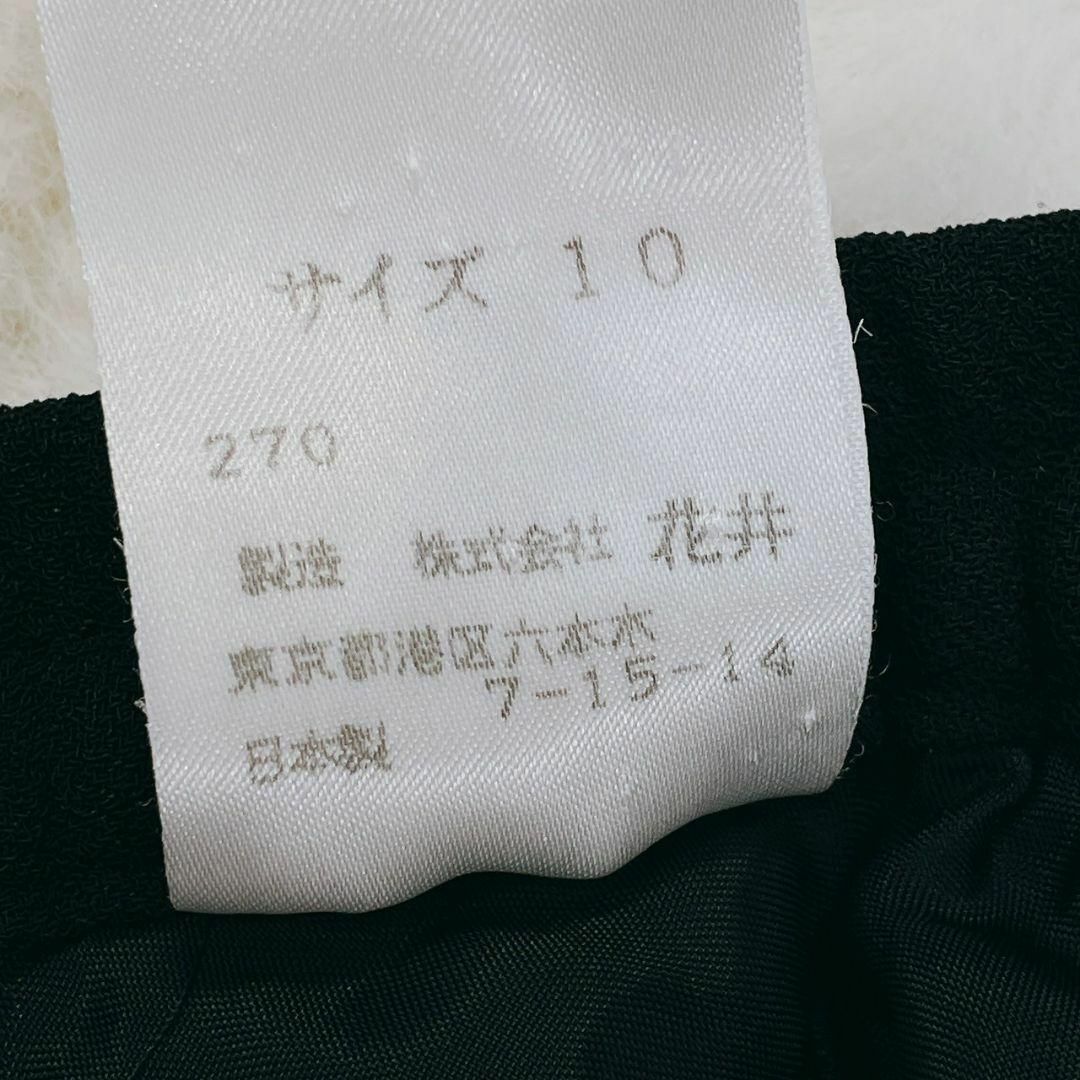 サイズ 10
270
製造 株式会社 花井
東京都港区六本木
7-15-14
日本製